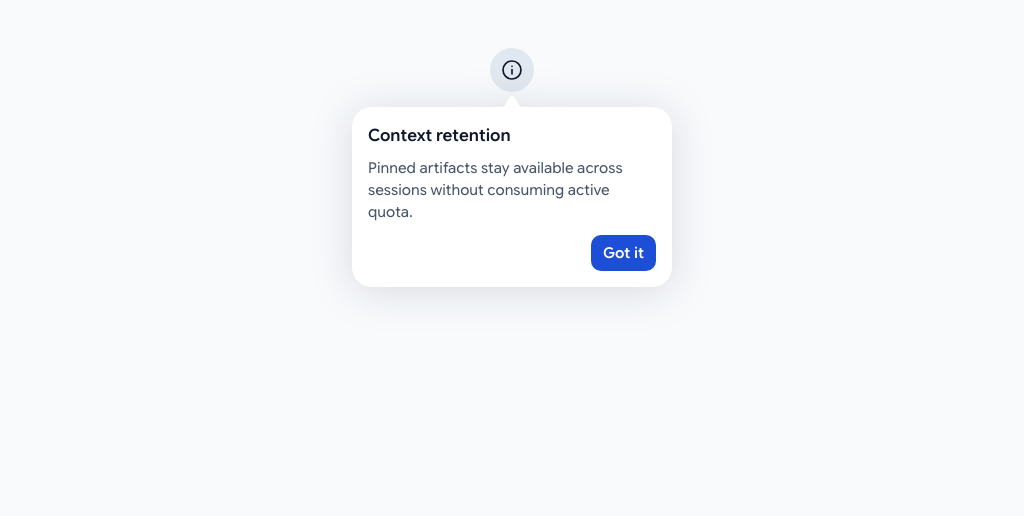 Context retention
Pinned artifacts stay available across
sessions without consuming active
quota.
Got it